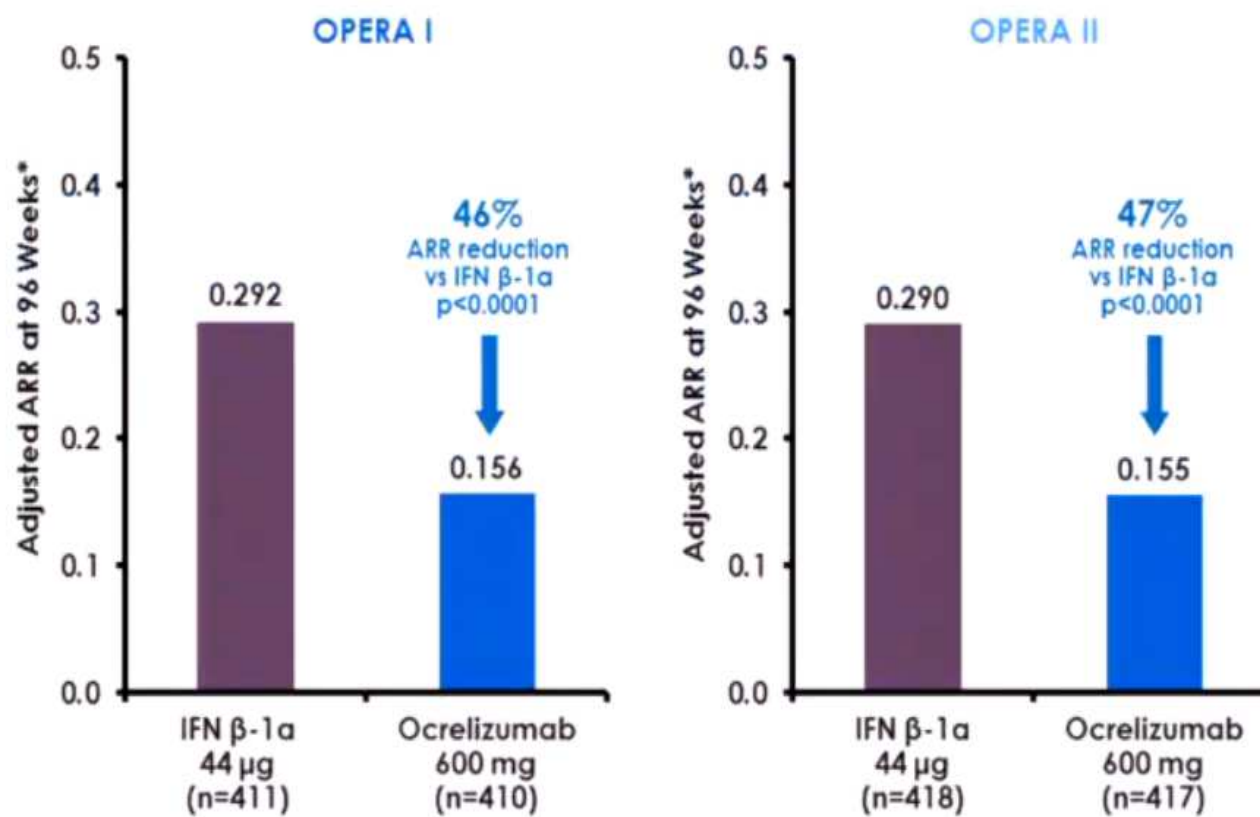 OPERA I
Adjusted ARR at 96 Weeks*
0.5
0.4
0.3
0.2
0.1
0.0
0.292
46%
ARR reduction
vs IFN β-1a
p<0.0001
0.156
IFN β-1a
44 µg
(n=411)
Ocrelizumab
600 mg
(n=410)
OPERA II
Adjusted ARR at 96 Weeks*
0.5
0.4
0.3
0.2
0.1
0.0
0.290
47%
ARR reduction
vs IFN β-1a
p<0.0001
0.155
IFN β-1a
44 µg
(n=418)
Ocrelizumab
600 mg
(n=417)